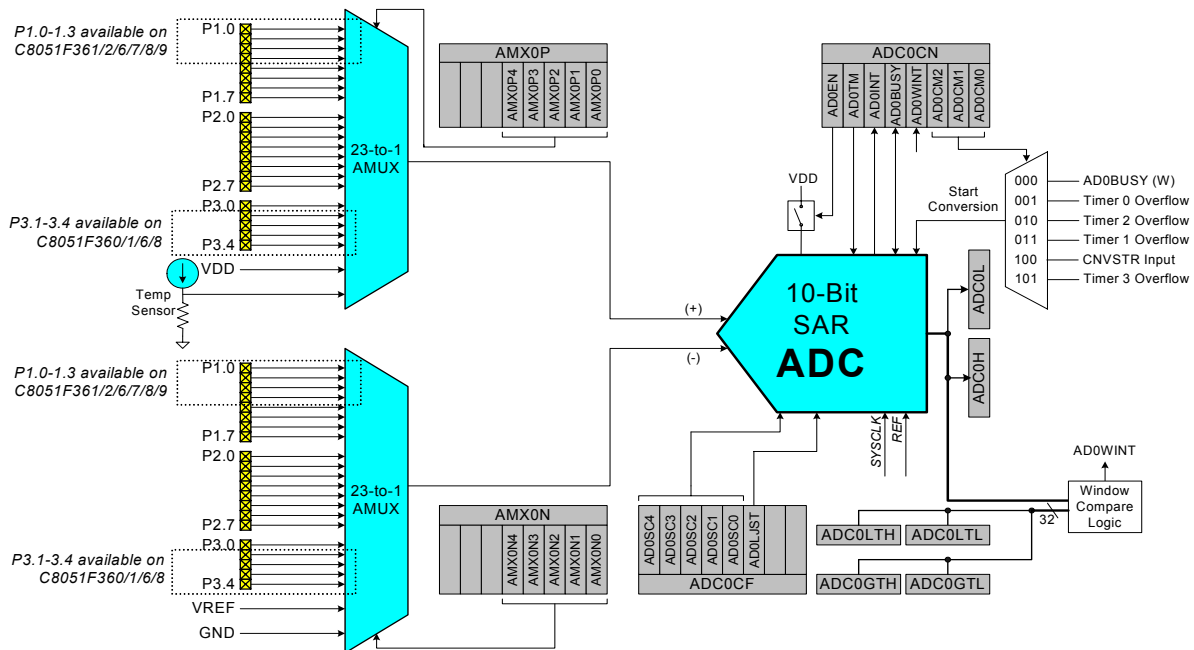 P1.0-1.3 available on
C8051F361/2/6/7/8/9
P1.0
P1.7
P2.0
P2.7
P3.0
P3.1-3.4 available on
C8051F360/1/6/8
P3.4
VDD
Temp
Sensor
23-to-1
AMUX
AMX0P
AMX0P4
AMX0P3
AMX0P2
AMX0P1
AMX0P0
ADC0CN
AD0EN
AD0TM
AD0INT
AD0BUSY
AD0WINT
AD0CM2
AD0CM1
AD0CM0
VDD
Start
Conversion
000
AD0BUSY (W)
001
Timer 0 Overflow
010
Timer 2 Overflow
011
Timer 1 Overflow
100
CNVSTR Input
101
Timer 3 Overflow
(+)
(-)
10-Bit
SAR
ADC
ADC0L
ADC0H
SYSCLK
REF
P1.0-1.3 available on
C8051F361/2/6/7/8/9
P1.0
P1.7
P2.0
P2.7
P3.0
P3.1-3.4 available on
C8051F360/1/6/8
P3.4
VREF
GND
23-to-1
AMUX
AMX0N
AMX0N4
AMX0N3
AMX0N2
AMX0N1
AMX0N0
AD0SC4
AD0SC3
AD0SC2
AD0SC1
AD0SC0
AD0LJST
ADC0CF
AD0WINT
Window
Compare
Logic
32
ADC0LTH
ADC0LTL
ADC0GTH
ADC0GTL